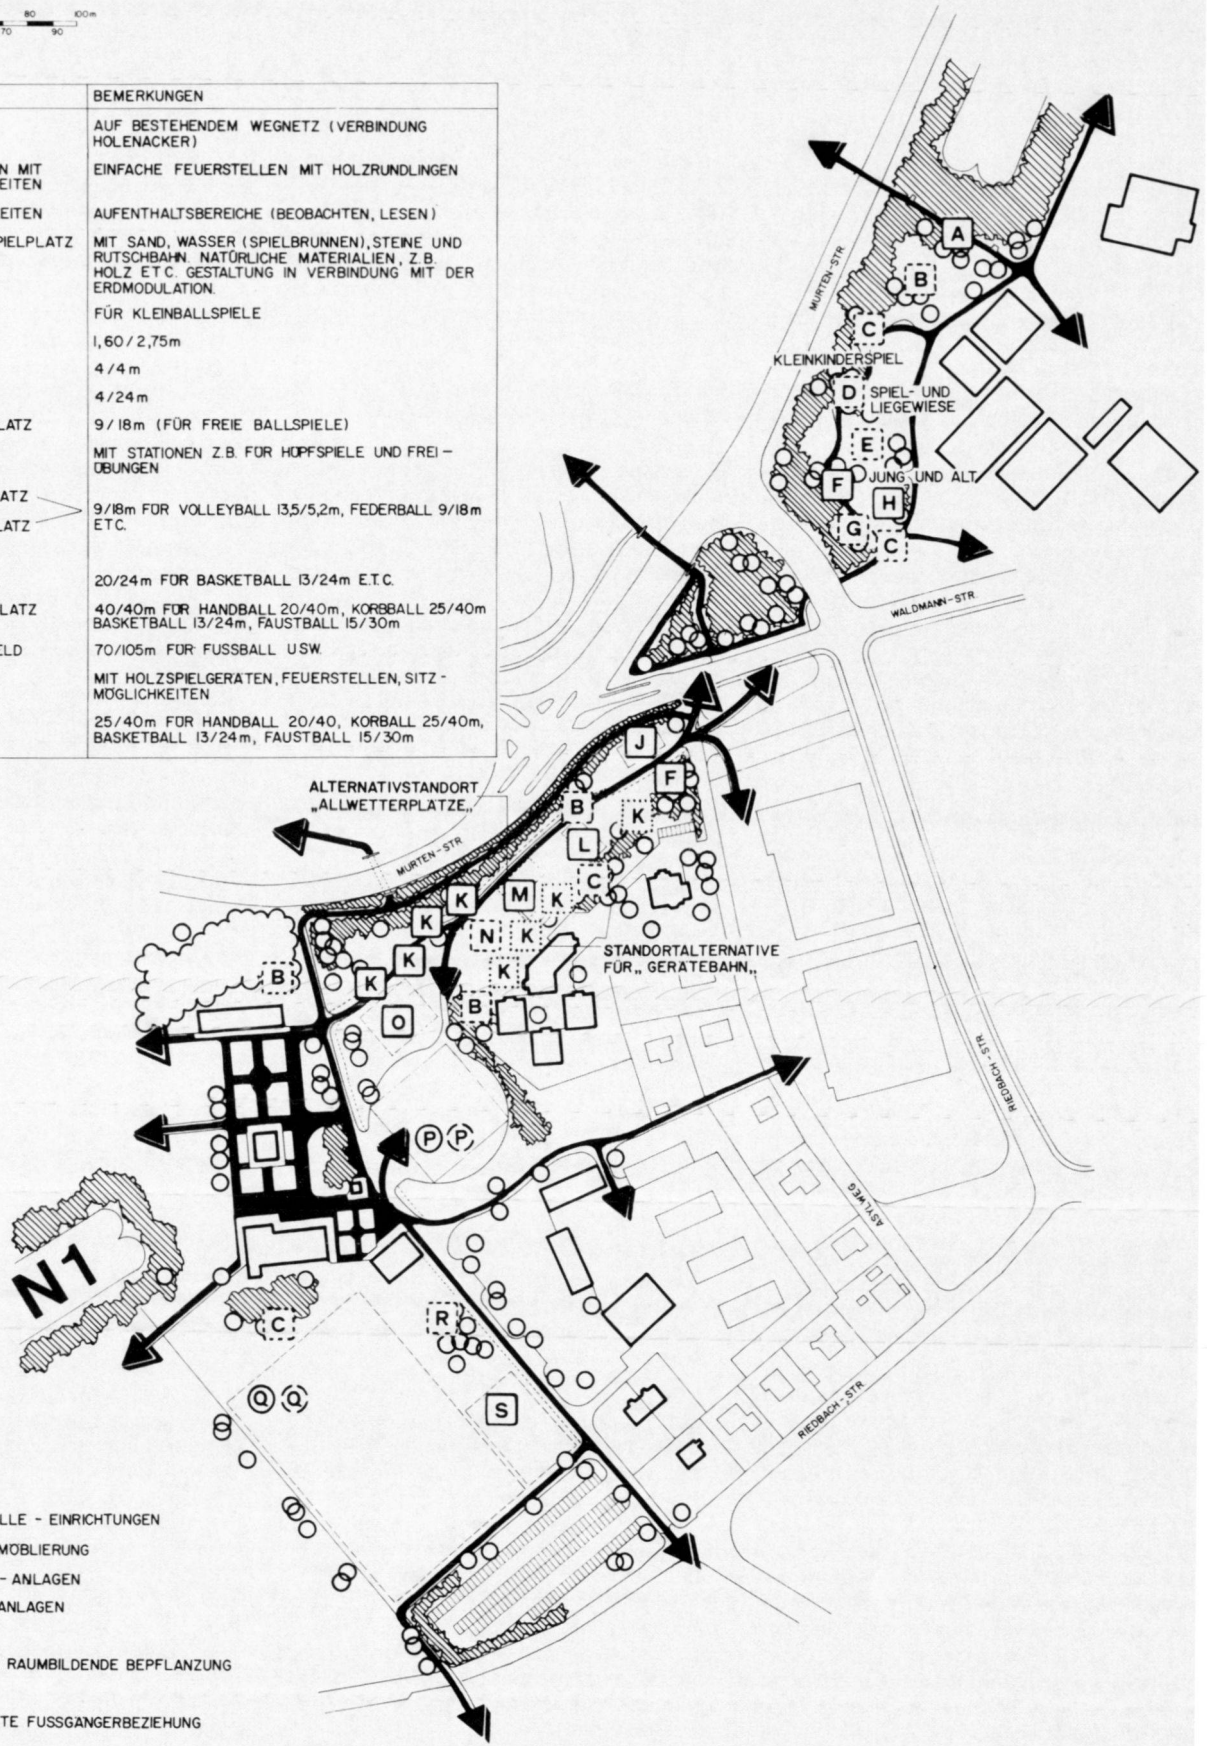 80 100m
70 90
BEMERKUNGEN
AUF BESTEHENDEM WEGNETZ (VERBINDUNG
HOLENACKER)
N MIT
EITEN
EINFACHE FEUERSTELLEN MIT HOLZRUNDLINGEN
EITEN
AUFENTHALTSBEREICHE (BEOBACHTEN, LESEN)
PIELPLATZ
MIT SAND, WASSER (SPIELBRUNNEN), STEINE UND
RUTSCHBAHN. NATÜRLICHE MATERIALIEN, Z.B.
HOLZ ETC. GESTALTUNG IN VERBINDUNG MIT DER
ERDMODULATION.
FÜR KLEINBALLSPIELE
1,60/2,75m
4/4m
4/24m
LATZ
9/18m (FÜR FREIE BALLSPIELE)
MIT STATIONEN Z.B. FÜR HÜPFSPIELE UND FREI-
ÜBUNGEN
ATZ
LATZ
9/18m FÜR VOLLEYBALL 13,5/5,2m, FEDERBALL 9/18m
ETC.
20/24m FÜR BASKETBALL 13/24m E.T.C.
LATZ
40/40m FÜR HANDBALL 20/40m, KORBBALL 25/40m
BASKETBALL 13/24m, FAUSTBALL 15/30m
ELD
70/105m FÜR FUSSBALL USW.
MIT HOLZSPIELGERÄTEN, FEUERSTELLEN, SITZ-
MÖGLICHKEITEN
25/40m FÜR HANDBALL 20/40, KORBALL 25/40m,
BASKETBALL 13/24m, FAUSTBALL 15/30m
A
B
MURTEN-STR.
C
KLEINKINDERSPIEL
D
SPIEL- UND
LIEGEWIESE
E
JUNG UND ALT
F
H
G
C
WALDMANN-STR.
J
F
ALTERNATIVSTANDORT
„ALLWETTERPLÄTZE„
B
K
L
MURTEN-STR
C
K
M
K
K
N
K
STANDORTALTERNATIVE
FÜR „ GERÄTEBAHN„
K
K
B
K
B
O
RIEDBACH-STR.
P P
ASYLWEG
N1
C
R
Q Q
S
RIEDBACH-STR.
LLE - EINRICHTUNGEN
MÖBLIERUNG
- ANLAGEN
ANLAGEN
RAUMBILDENDE BEPFLANZUNG
TE FUSSGÄNGERBEZIEHUNG